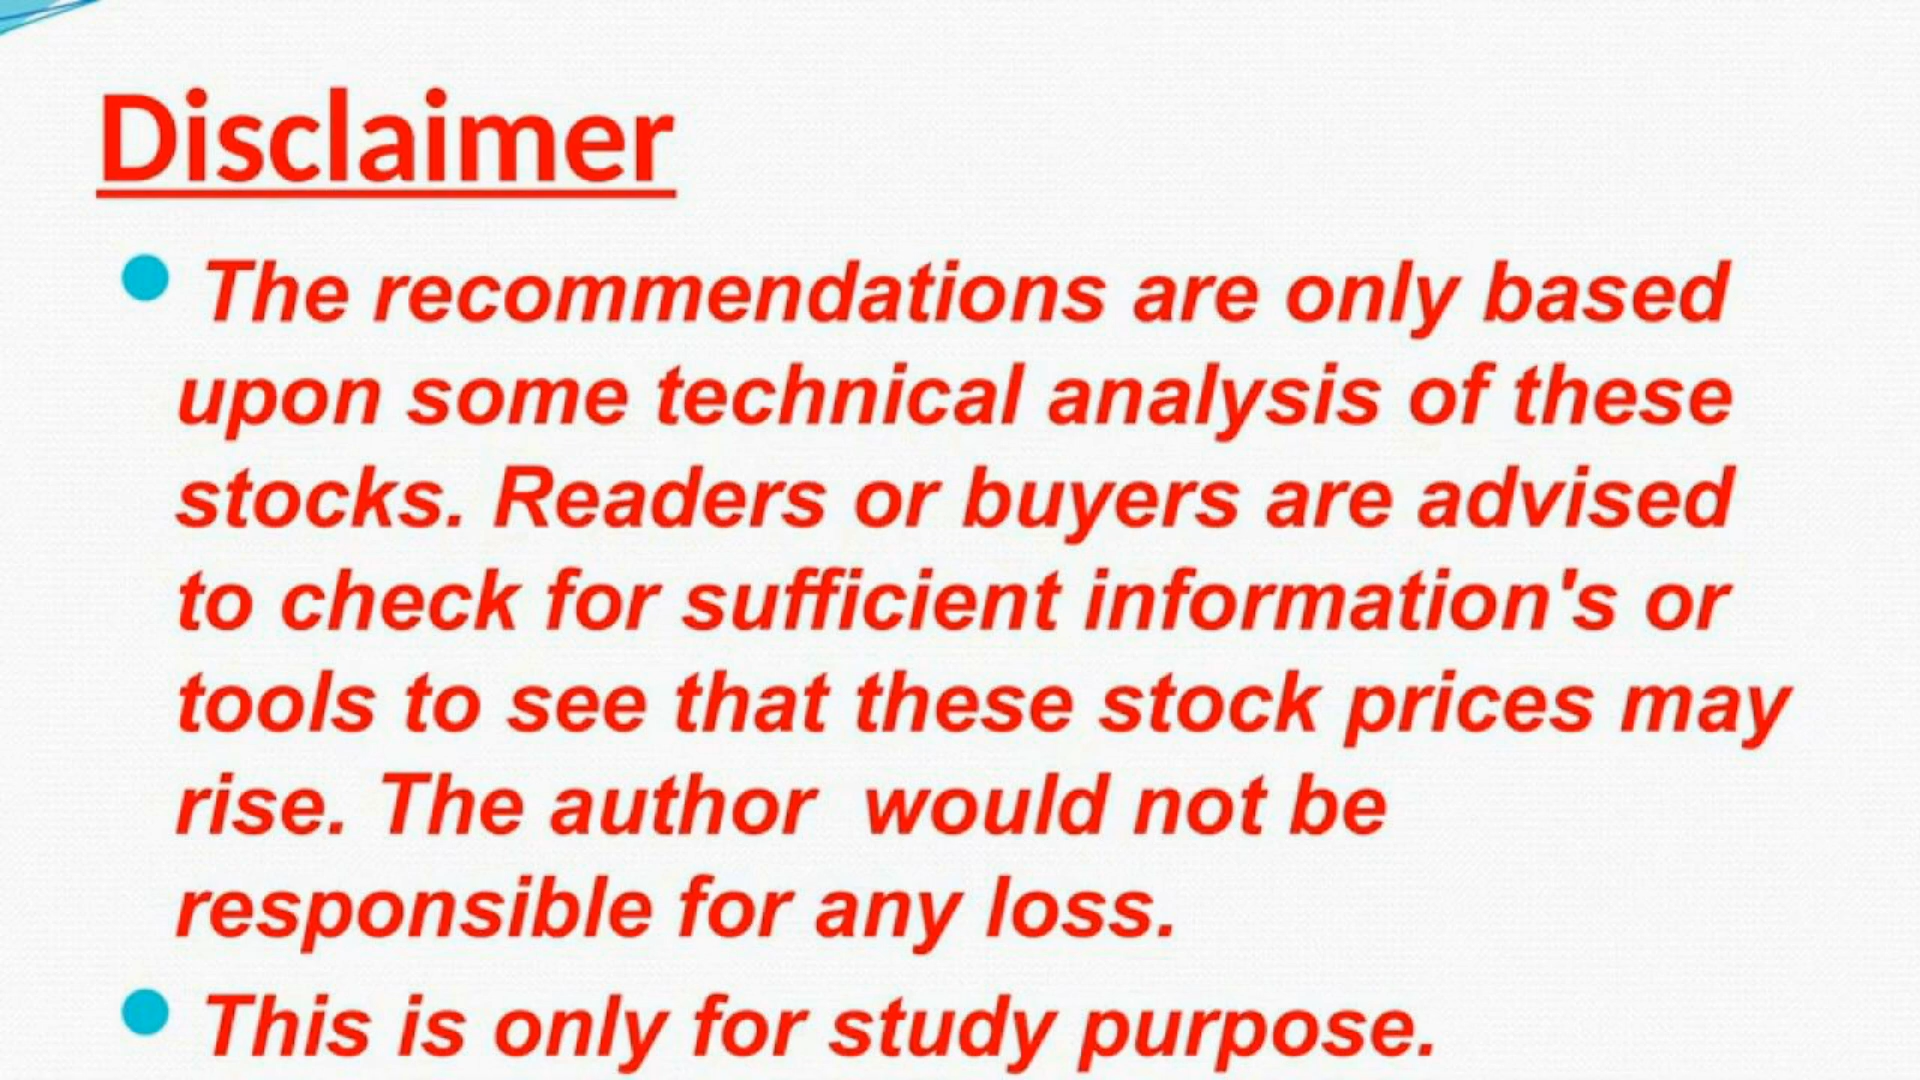 Disclaimer
The recommendations are only based
upon some technical analysis of these
stocks. Readers or buyers are advised
to check for sufficient information's or
tools to see that these stock prices may
rise. The author  would not be
responsible for any loss.
This is only for study purpose.